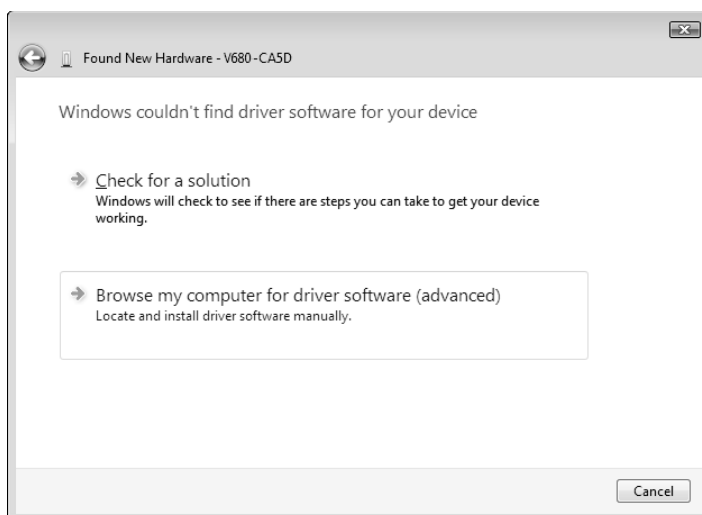 Found New Hardware - V680-CA5D
Windows couldn't find driver software for your device
Check for a solution
Windows will check to see if there are steps you can take to get your device
working.
Browse my computer for driver software (advanced)
Locate and install driver software manually.
Cancel